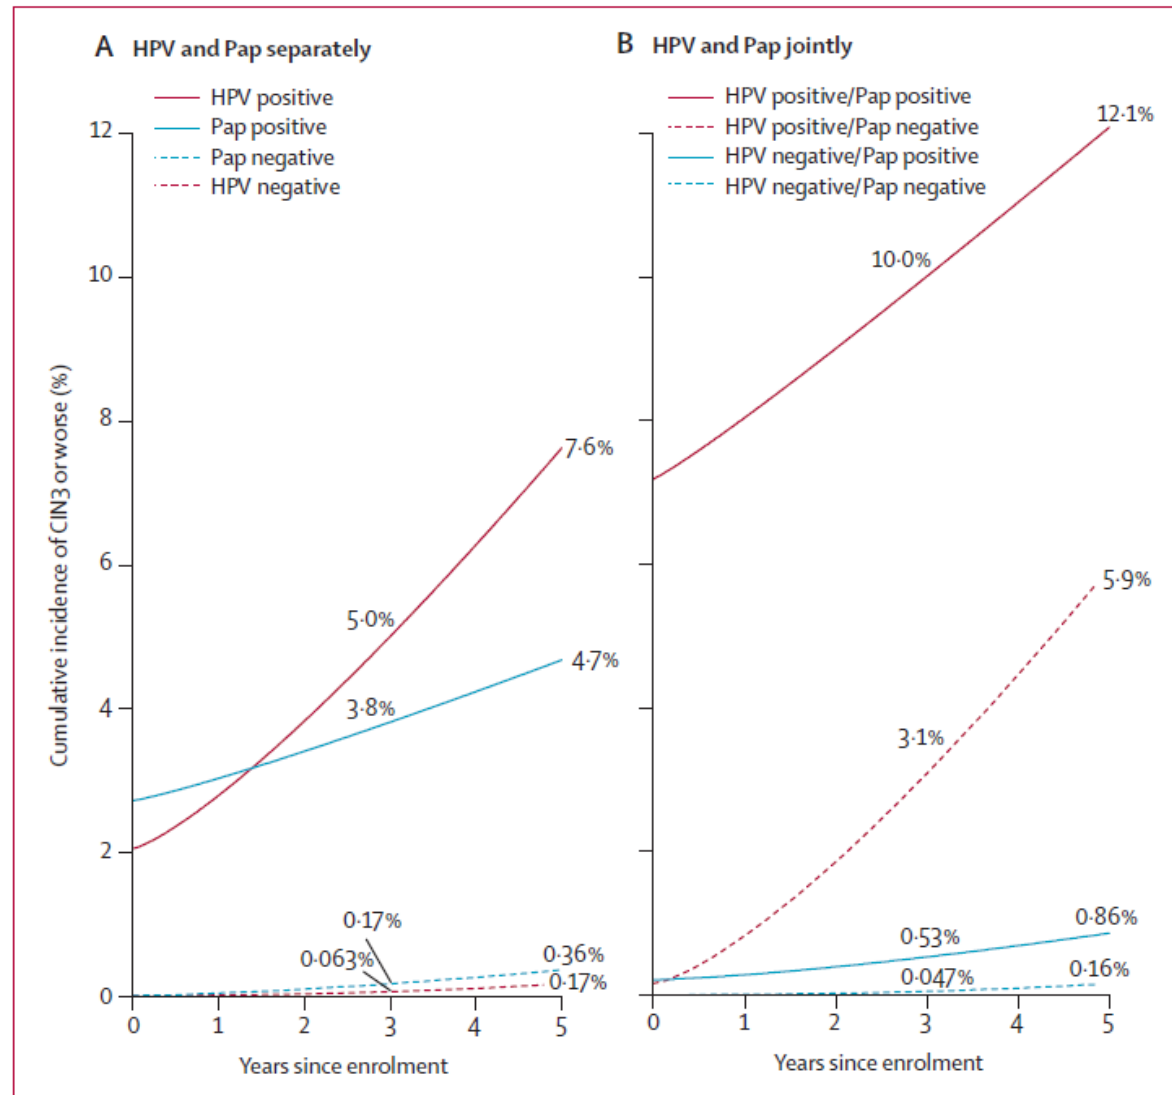 A HPV and Pap separately
HPV positive
Pap positive
Pap negative
HPV negative
12
10
8
6
4
2
0
Cumulative incidence of CIN3 or worse (%)
7·6%
5·0%
4·7%
3·8%
0·17%
0·063%
0·36%
0·17%
0 1 2 3 4 5
Years since enrolment
B HPV and Pap jointly
HPV positive/Pap positive
HPV positive/Pap negative
HPV negative/Pap positive
HPV negative/Pap negative
12·1%
10·0%
5·9%
3·1%
0·86%
0·53%
0·16%
0·047%
0 1 2 3 4 5
Years since enrolment